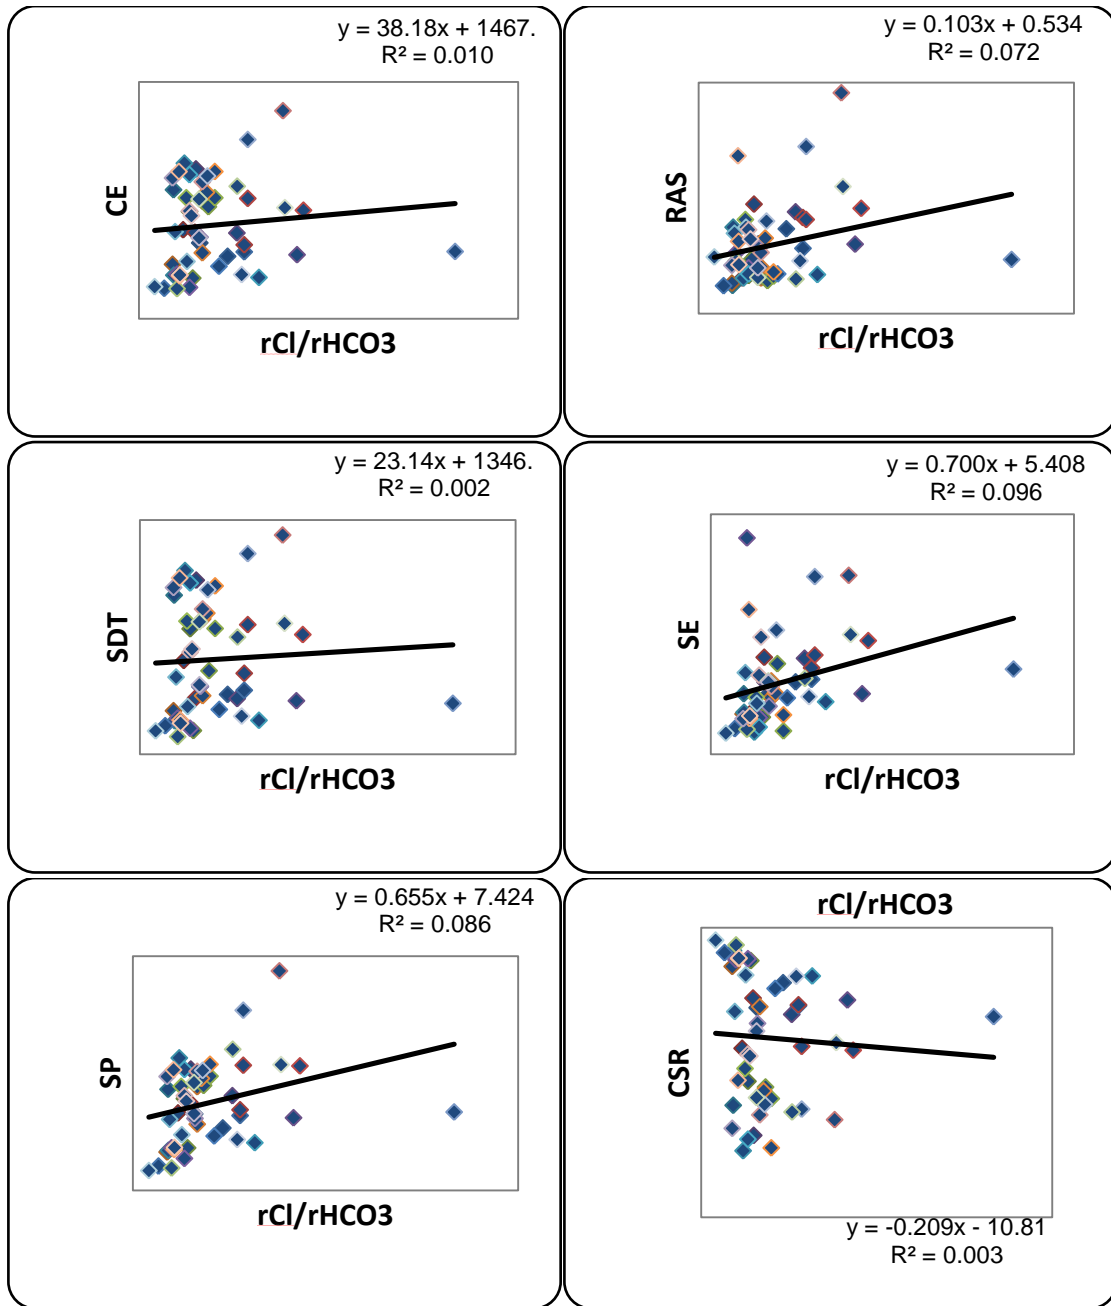 y = 38.18x + 1467.
R² = 0.010
CE
rCl/rHCO3
y = 0.103x + 0.534
R² = 0.072
RAS
rCl/rHCO3
y = 23.14x + 1346.
R² = 0.002
SDT
rCl/rHCO3
y = 0.700x + 5.408
R² = 0.096
SE
rCl/rHCO3
y = 0.655x + 7.424
R² = 0.086
SP
rCl/rHCO3
rCl/rHCO3
CSR
y = -0.209x - 10.81
R² = 0.003